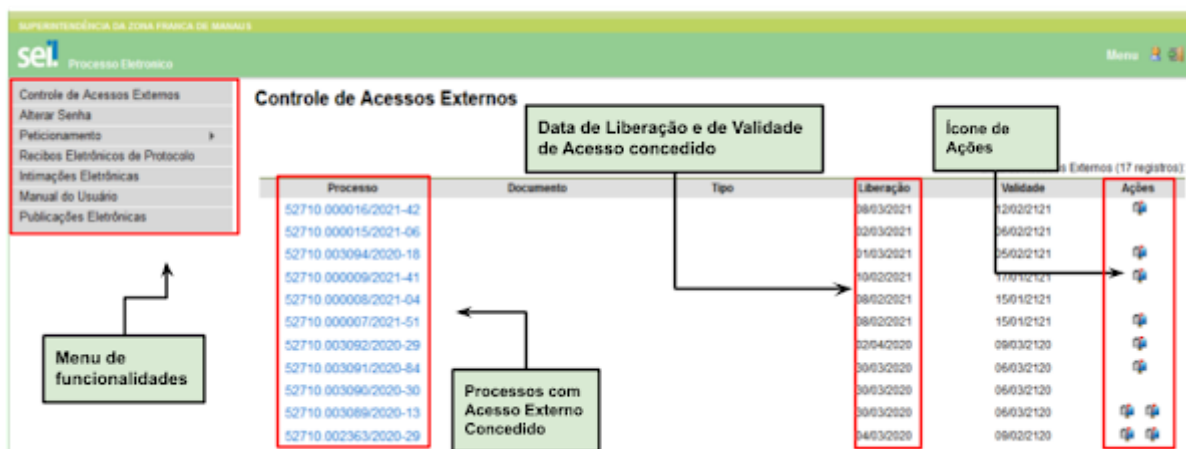 SUPERINTENDÊNCIA DA ZONA FRANCA DE MANAUS
sei!
Processo Eletronico
Menu
Controle de Acessos Externos
Alterar Senha
Peticionamento
Recibos Eletrônicos de Protocolo
Intimações Eletrônicas
Manual do Usuário
Publicações Eletrônicas
Controle de Acessos Externos
Data de Liberação e de Validade
de Acesso concedido
Ícone de
Ações
Externos (17 registros):
Processo Documento Tipo Liberação Validade Ações
52710.000016/2021-42 08/03/2021 12/02/2121
52710.000015/2021-06 02/03/2021 06/02/2121
52710.003094/2020-18 01/03/2021 05/02/2121
52710.000009/2021-41 10/02/2021 17/01/2121
52710.000008/2021-04 08/02/2021 15/01/2121
52710.000007/2021-51 08/02/2021 15/01/2121
52710.003092/2020-29 02/04/2020 09/03/2120
52710.003091/2020-84 30/03/2020 06/03/2120
52710.003090/2020-30 30/03/2020 06/03/2120
52710.003089/2020-13 30/03/2020 06/03/2120
52710.002363/2020-29 04/03/2020 09/02/2120
Menu de
funcionalidades
Processos com
Acesso Externo
Concedido